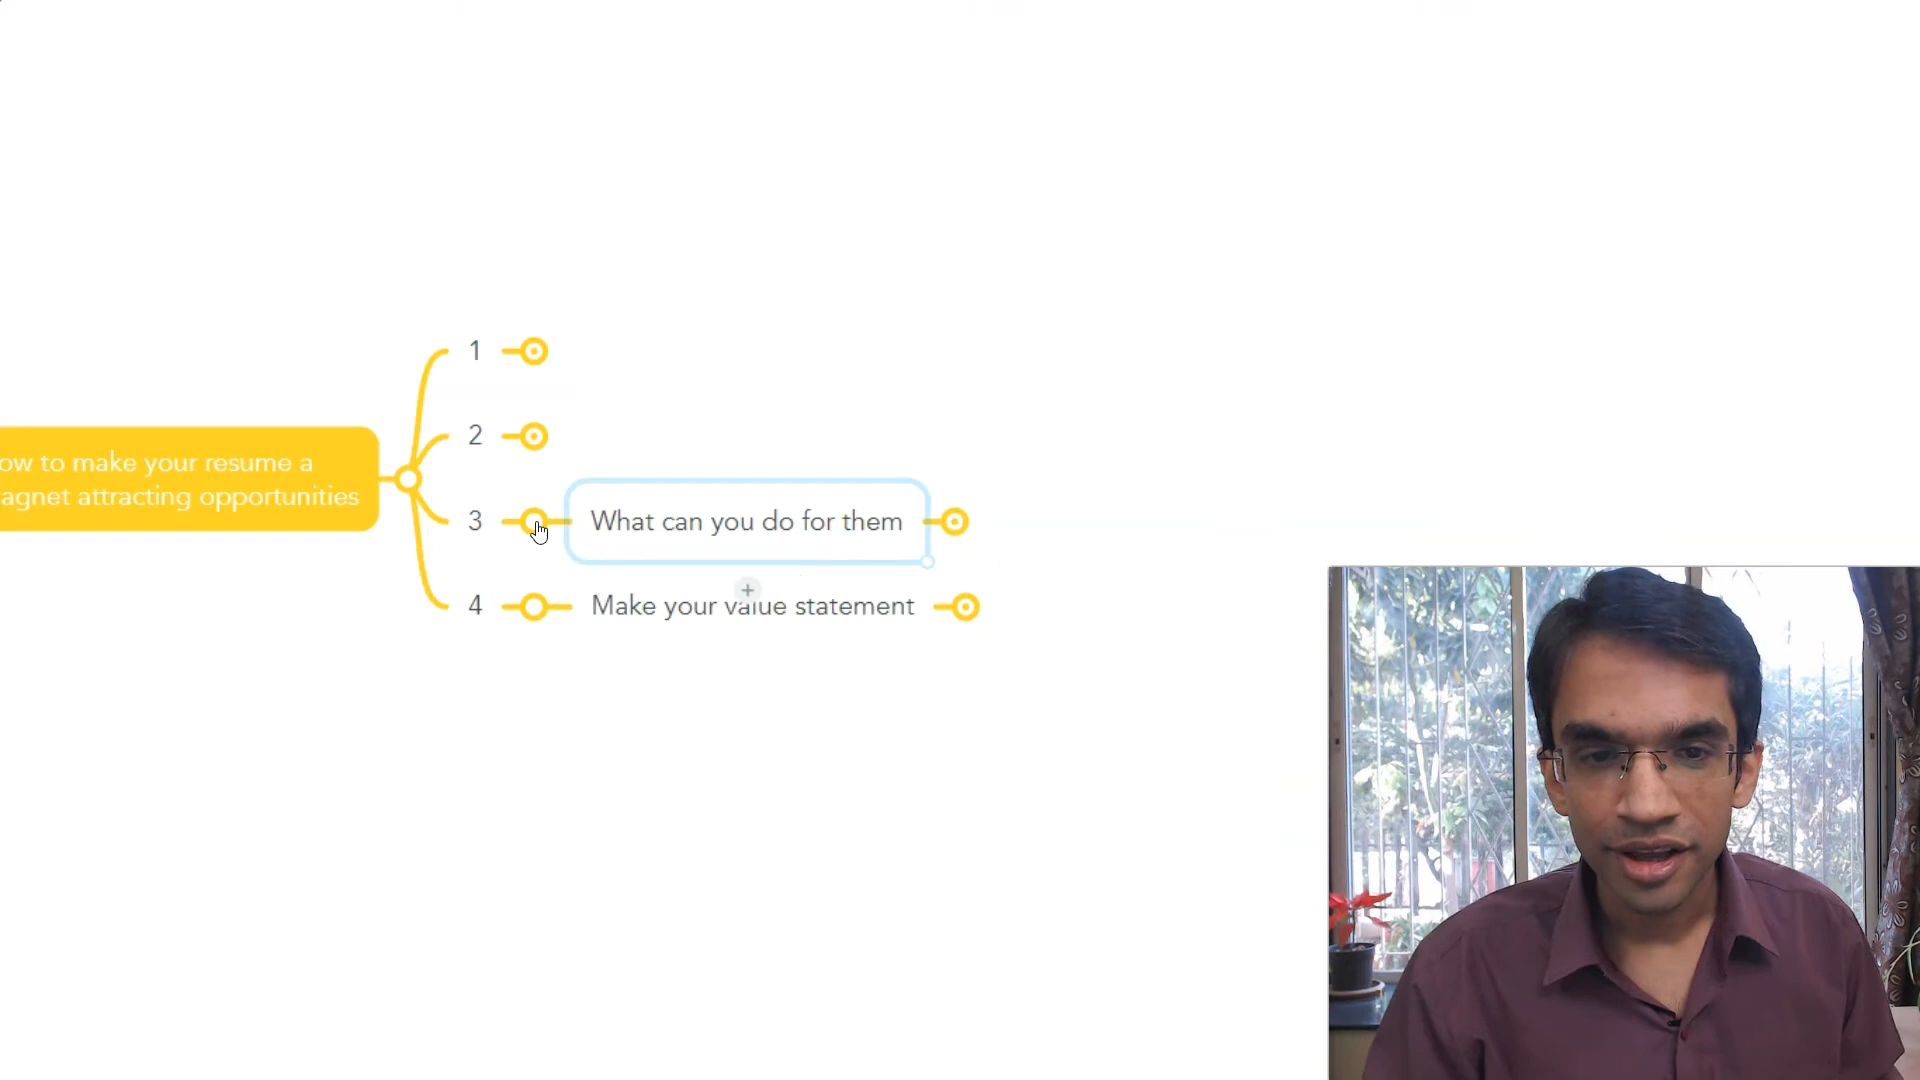 ow to make your resume a
agnet attracting opportunities
1
2
3
What can you do for them
4
Make your value statement